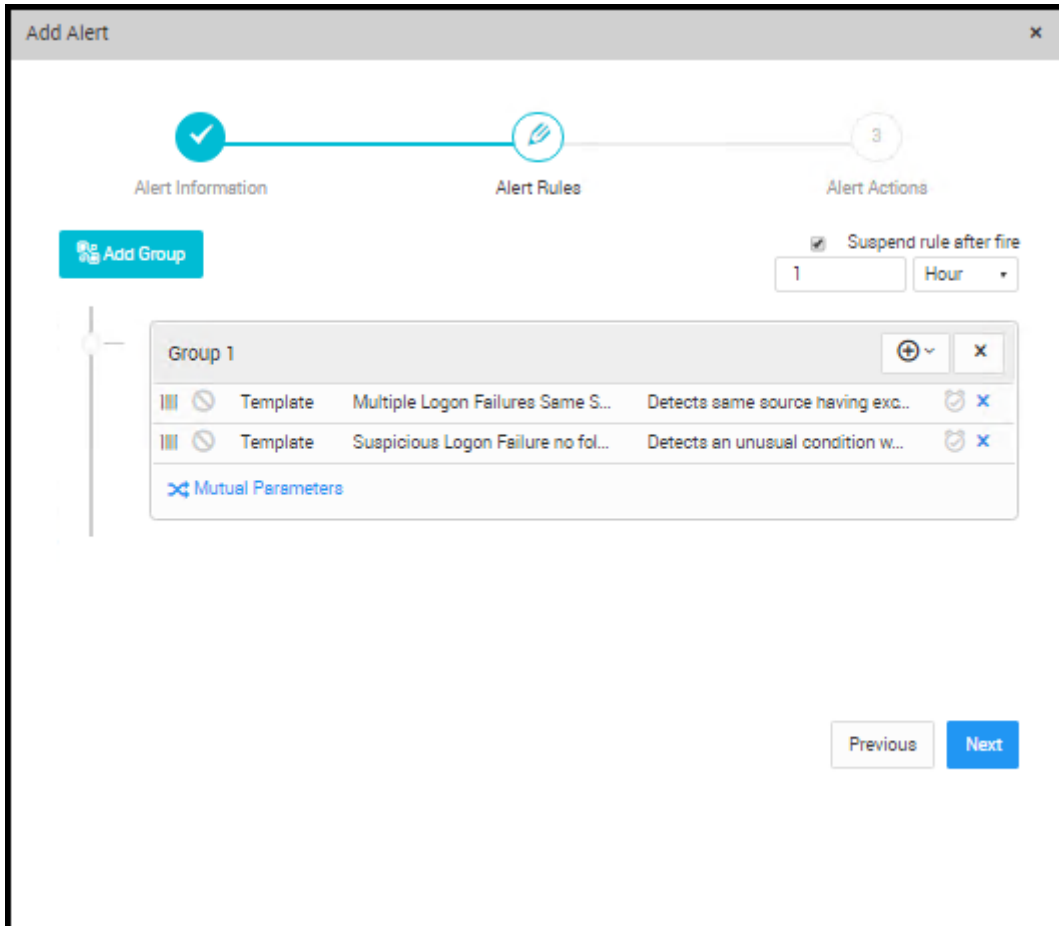 Add Alert
3
Alert Information
Alert Rules
Alert Actions
Add Group
Suspend rule after fire
1
Hour
Group 1
Template Multiple Logon Failures Same S... Detects same source having exc...
Template Suspicious Logon Failure no fol... Detects an unusual condition w...
Mutual Parameters
Previous
Next